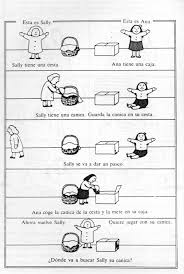 Esta es Sally.
Esta es Ana.
Sally tiene una cesta.
Ana tiene una caja.
Sally tiene una canica. Guarda la canica en su cesta.
Sally se va a dar un paseo.
Ana coge la canica de la cesta y la mete en su caja.
Ahora vuelve Sally.
Quiere jugar con su canica.
¿Dónde va a buscar Sally su canica?